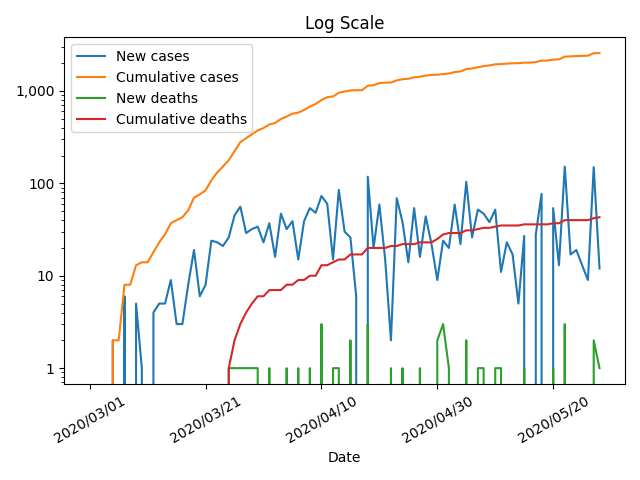 Log Scale
New cases
Cumulative cases
New deaths
Cumulative deaths
1,000
100
10
1
2020/03/01
2020/03/21
2020/04/10
2020/04/30
2020/05/20
Date